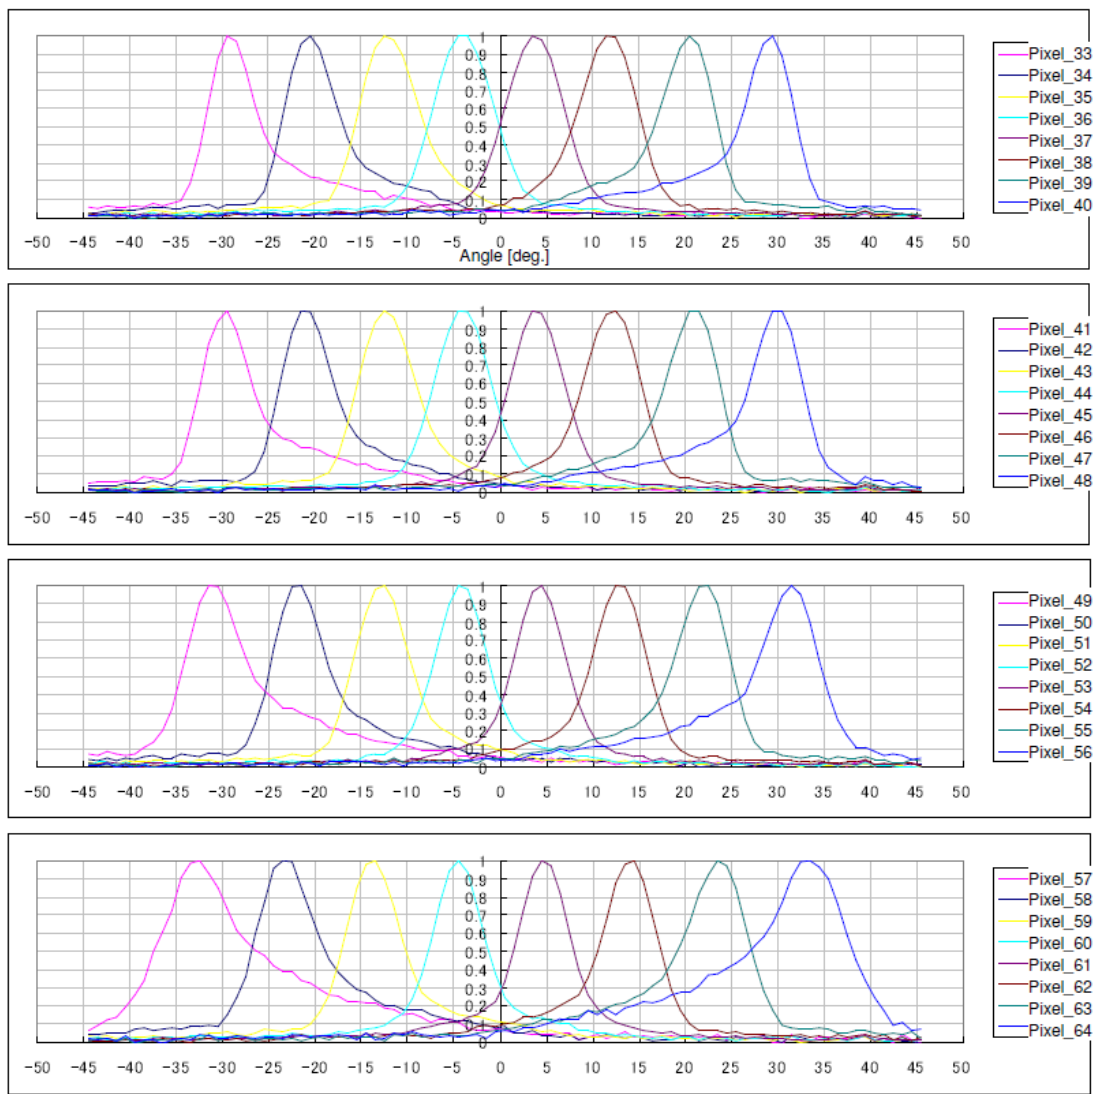 1
0.9
0.8
0.7
0.6
0.5
0.4
0.3
0.2
0.1
0
-50 -45 -40 -35 -30 -25 -20 -15 -10 -5 0 5 10 15 20 25 30 35 40 45 50
Angle [deg.]
Pixel_33
Pixel_34
Pixel_35
Pixel_36
Pixel_37
Pixel_38
Pixel_39
Pixel_40
1
0.9
0.8
0.7
0.6
0.5
0.4
0.3
0.2
0.1
0
-50 -45 -40 -35 -30 -25 -20 -15 -10 -5 0 5 10 15 20 25 30 35 40 45 50
Pixel_41
Pixel_42
Pixel_43
Pixel_44
Pixel_45
Pixel_46
Pixel_47
Pixel_48
1
0.9
0.8
0.7
0.6
0.5
0.4
0.3
0.2
0.1
0
-50 -45 -40 -35 -30 -25 -20 -15 -10 -5 0 5 10 15 20 25 30 35 40 45 50
Pixel_49
Pixel_50
Pixel_51
Pixel_52
Pixel_53
Pixel_54
Pixel_55
Pixel_56
1
0.9
0.8
0.7
0.6
0.5
0.4
0.3
0.2
0.1
0
-50 -45 -40 -35 -30 -25 -20 -15 -10 -5 0 5 10 15 20 25 30 35 40 45 50
Pixel_57
Pixel_58
Pixel_59
Pixel_60
Pixel_61
Pixel_62
Pixel_63
Pixel_64